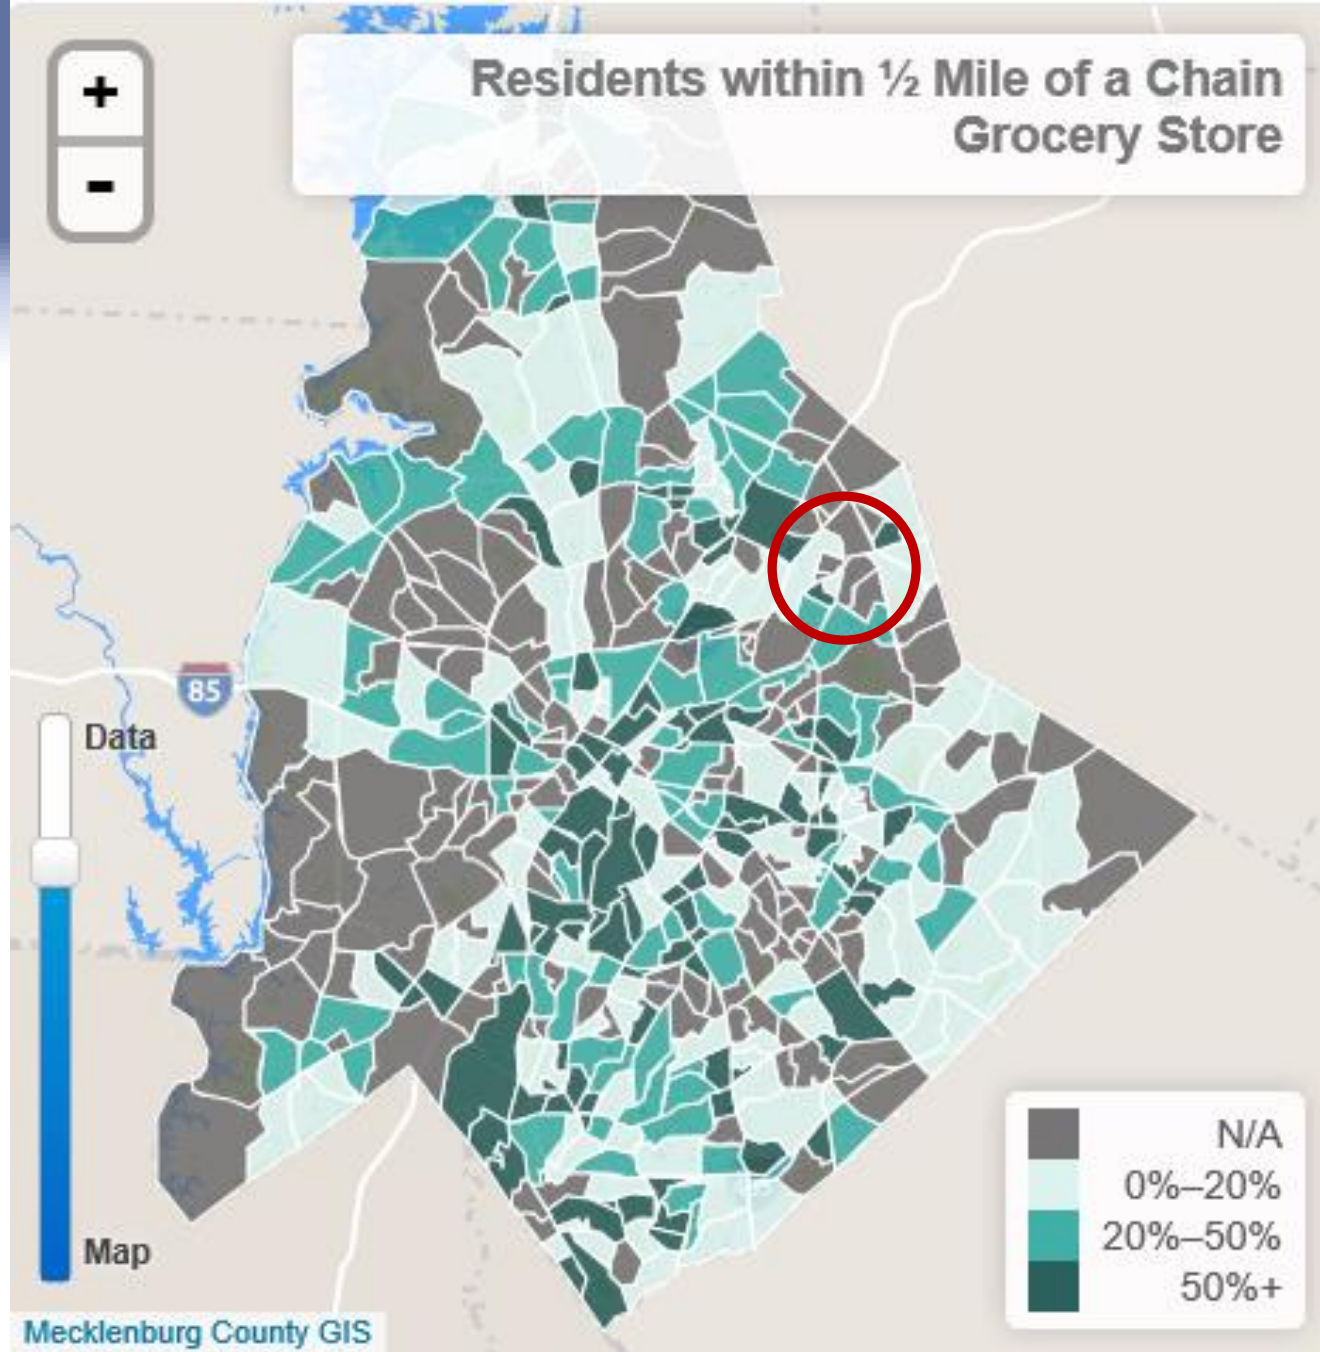 +
-
Residents within ½ Mile of a Chain
Grocery Store
85
Data
Map
N/A
0%–20%
20%–50%
50%+
Mecklenburg County GIS